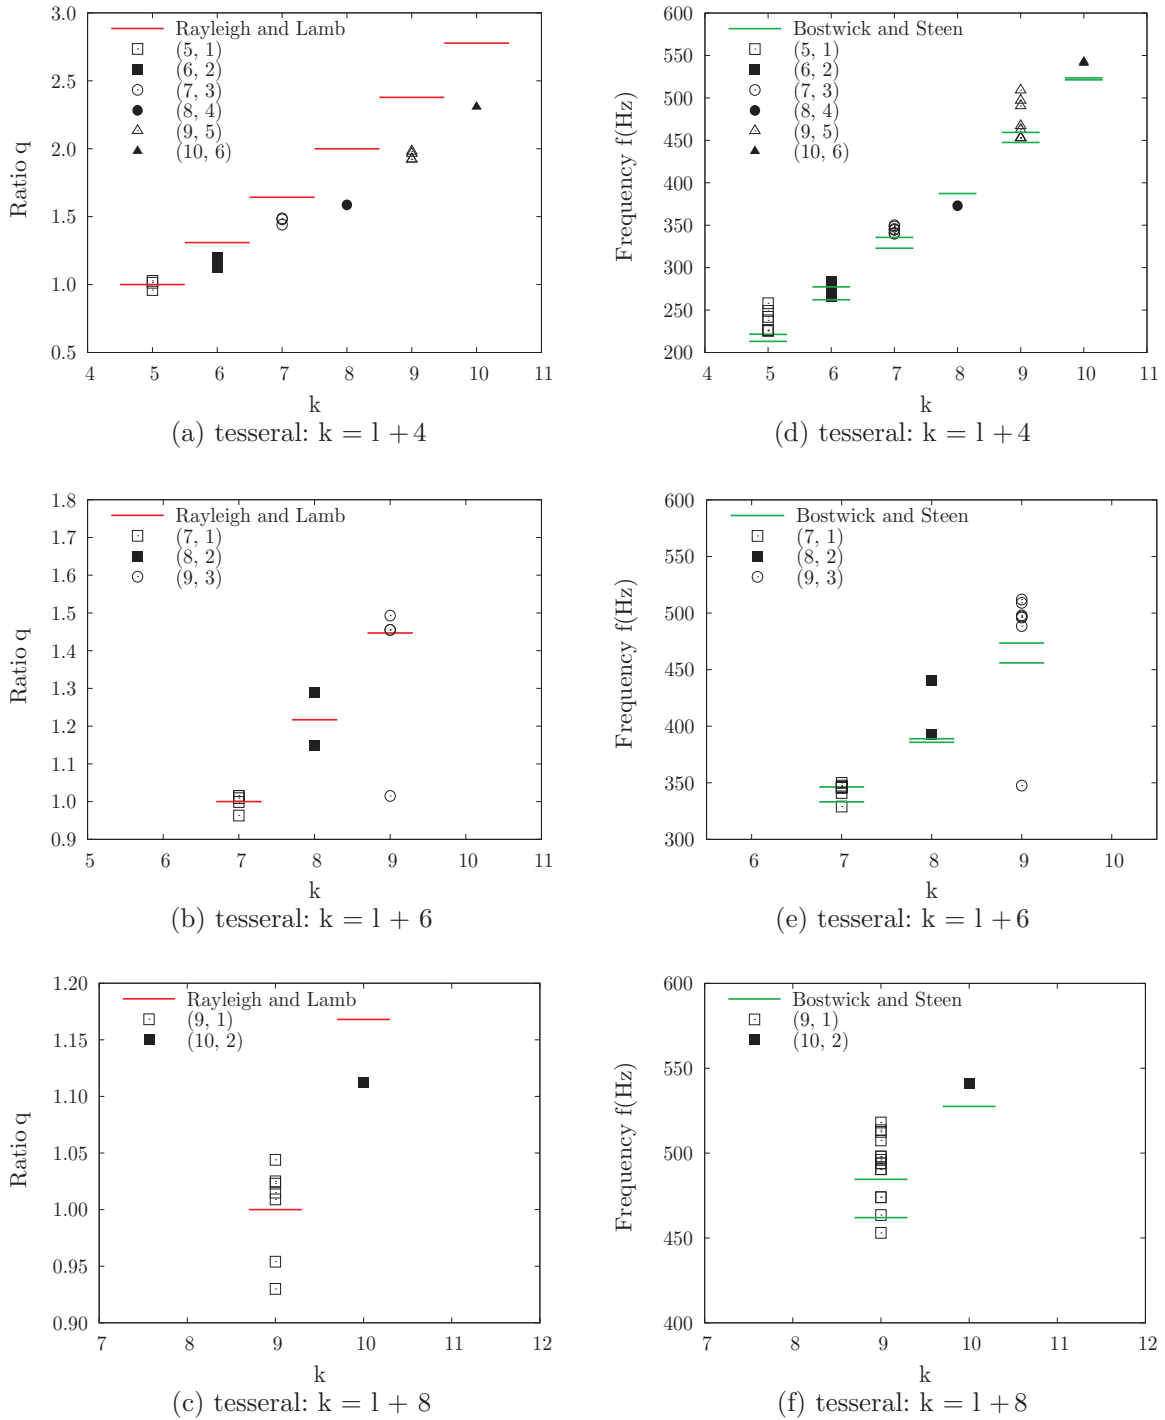 3.0
2.5
2.0
1.5
1.0
0.5
4 5 6 7 8 9 10 11
Ratio q
k
Rayleigh and Lamb
(5, 1)
(6, 2)
(7, 3)
(8, 4)
(9, 5)
(10, 6)
(a) tesseral: k = l + 4
600
550
500
450
400
350
300
250
200
4 5 6 7 8 9 10 11
Frequency f(Hz)
k
Bostwick and Steen
(5, 1)
(6, 2)
(7, 3)
(8, 4)
(9, 5)
(10, 6)
(d) tesseral: k = l + 4
1.8
1.7
1.6
1.5
1.4
1.3
1.2
1.1
1.0
0.9
5 6 7 8 9 10 11
Ratio q
k
Rayleigh and Lamb
(7, 1)
(8, 2)
(9, 3)
(b) tesseral: k = l + 6
600
550
500
450
400
350
300
6 7 8 9 10
Frequency f(Hz)
k
Bostwick and Steen
(7, 1)
(8, 2)
(9, 3)
(e) tesseral: k = l + 6
1.20
1.15
1.10
1.05
1.00
0.95
0.90
7 8 9 10 11 12
Ratio q
k
Rayleigh and Lamb
(9, 1)
(10, 2)
(c) tesseral: k = l + 8
600
550
500
450
400
7 8 9 10 11 12
Frequency f(Hz)
k
Bostwick and Steen
(9, 1)
(10, 2)
(f) tesseral: k = l + 8